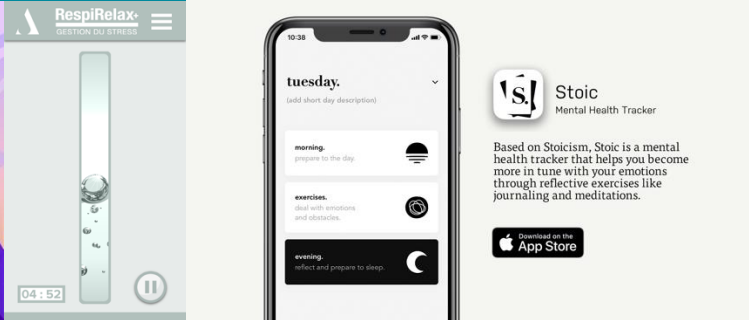 RespiRelax+
GESTION DU STRESS
04 : 52
10:38
tuesday.
(add short day description)
morning.
prepare to the day.
exercises.
deal with emotions
and obstacles.
evening.
reflect and prepare to sleep.
S.
Stoic
Mental Health Tracker
Based on Stoicism, Stoic is a mental
health tracker that helps you become
more in tune with your emotions
through reflective exercises like
journaling and meditations.
Download on the
App Store